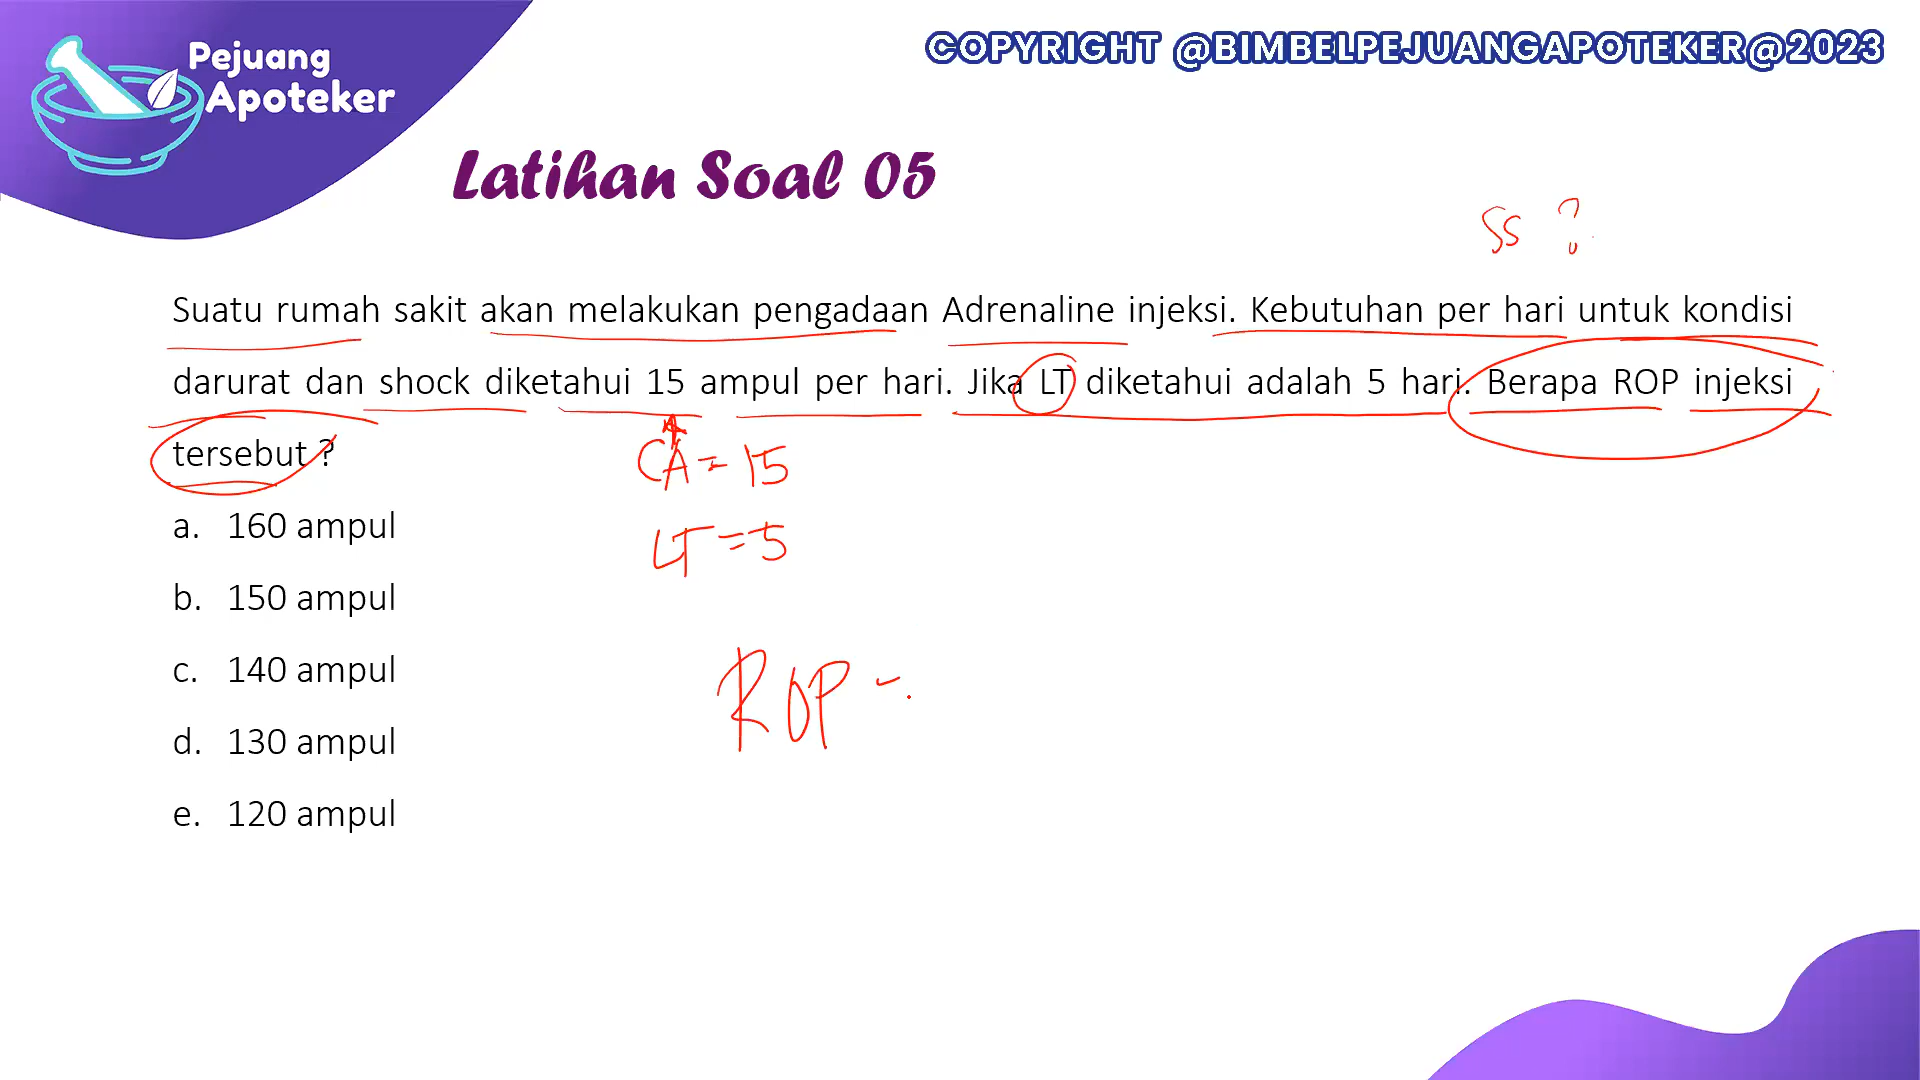 Pejuang
Apoteker
COPYRIGHT @BIMBELPEJUANGAPOTEKER@2023
Latihan Soal 05
SS ?
Suatu rumah sakit akan melakukan pengadaan Adrenaline injeksi. Kebutuhan per hari untuk kondisi
darurat dan shock diketahui 15 ampul per hari. Jika LT diketahui adalah 5 hari. Berapa ROP injeksi
tersebut ?
CA = 15
LT = 5
a. 160 ampul
b. 150 ampul
c. 140 ampul
ROP -
d. 130 ampul
e. 120 ampul